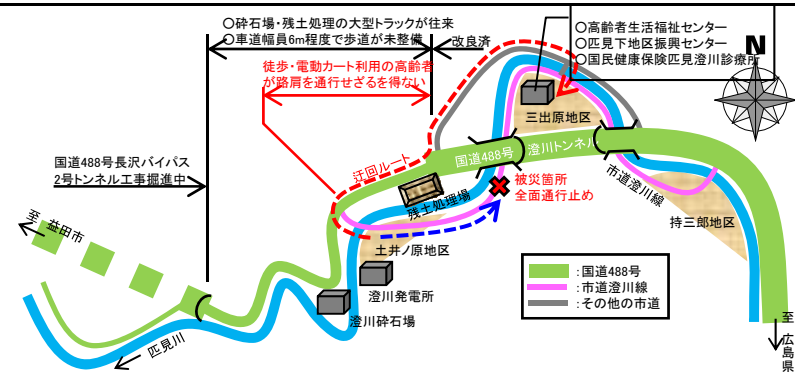 ○砕石場・残土処理の大型トラックが往来
○車道幅員6m程度で歩道が未整備
改良済
○高齢者生活福祉センター
○匹見下地区振興センター
○国民健康保険匹見澄川診療所
N
徒歩・電動カート利用の高齢者
が路肩を通行せざるを得ない
三出原地区
国道488号長沢バイパス
2号トンネル工事掘進中
迂回ルート
国道488号
澄川トンネル
市道澄川線
被災箇所
全面通行止め
残土処理場
持三郎地区
至
益田市
土井ノ原地区
澄川発電所
澄川砕石場
匹見川
:国道488号
:市道澄川線
:その他の市道
至
広島県